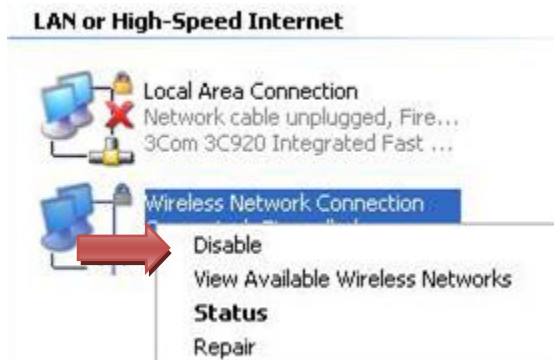 LAN or High-Speed Internet
Local Area Connection
Network cable unplugged, Fire...
3Com 3C920 Integrated Fast ...
Wireless Network Connection
Disable
View Available Wireless Networks
Status
Repair